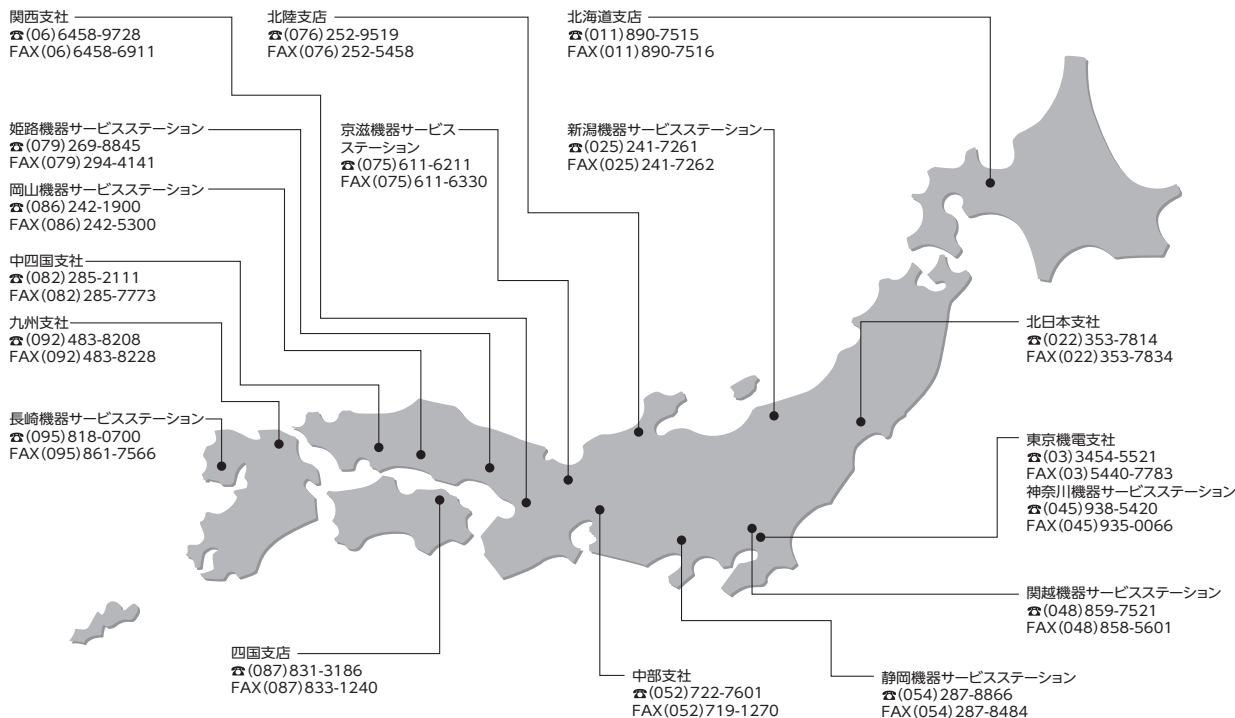 関西支社
☎(06)6458-9728
FAX(06)6458-6911
北陸支店
☎(076)252-9519
FAX(076)252-5458
北海道支店
☎(011)890-7515
FAX(011)890-7516
姫路機器サービスステーション
☎(079)269-8845
FAX(079)294-4141
京滋機器サービス
ステーション
☎(075)611-6211
FAX(075)611-6330
新潟機器サービスステーション
☎(025)241-7261
FAX(025)241-7262
岡山機器サービスステーション
☎(086)242-1900
FAX(086)242-5300
中四国支社
☎(082)285-2111
FAX(082)285-7773
九州支社
☎(092)483-8208
FAX(092)483-8228
北日本支社
☎(022)353-7814
FAX(022)353-7834
長崎機器サービスステーション
☎(095)818-0700
FAX(095)861-7566
東京機電支社
☎(03)3454-5521
FAX(03)5440-7783
神奈川機器サービスステーション
☎(045)938-5420
FAX(045)935-0066
関越機器サービスステーション
☎(048)859-7521
FAX(048)858-5601
四国支店
☎(087)831-3186
FAX(087)833-1240
中部支社
☎(052)722-7601
FAX(052)719-1270
静岡機器サービスステーション
☎(054)287-8866
FAX(054)287-8484